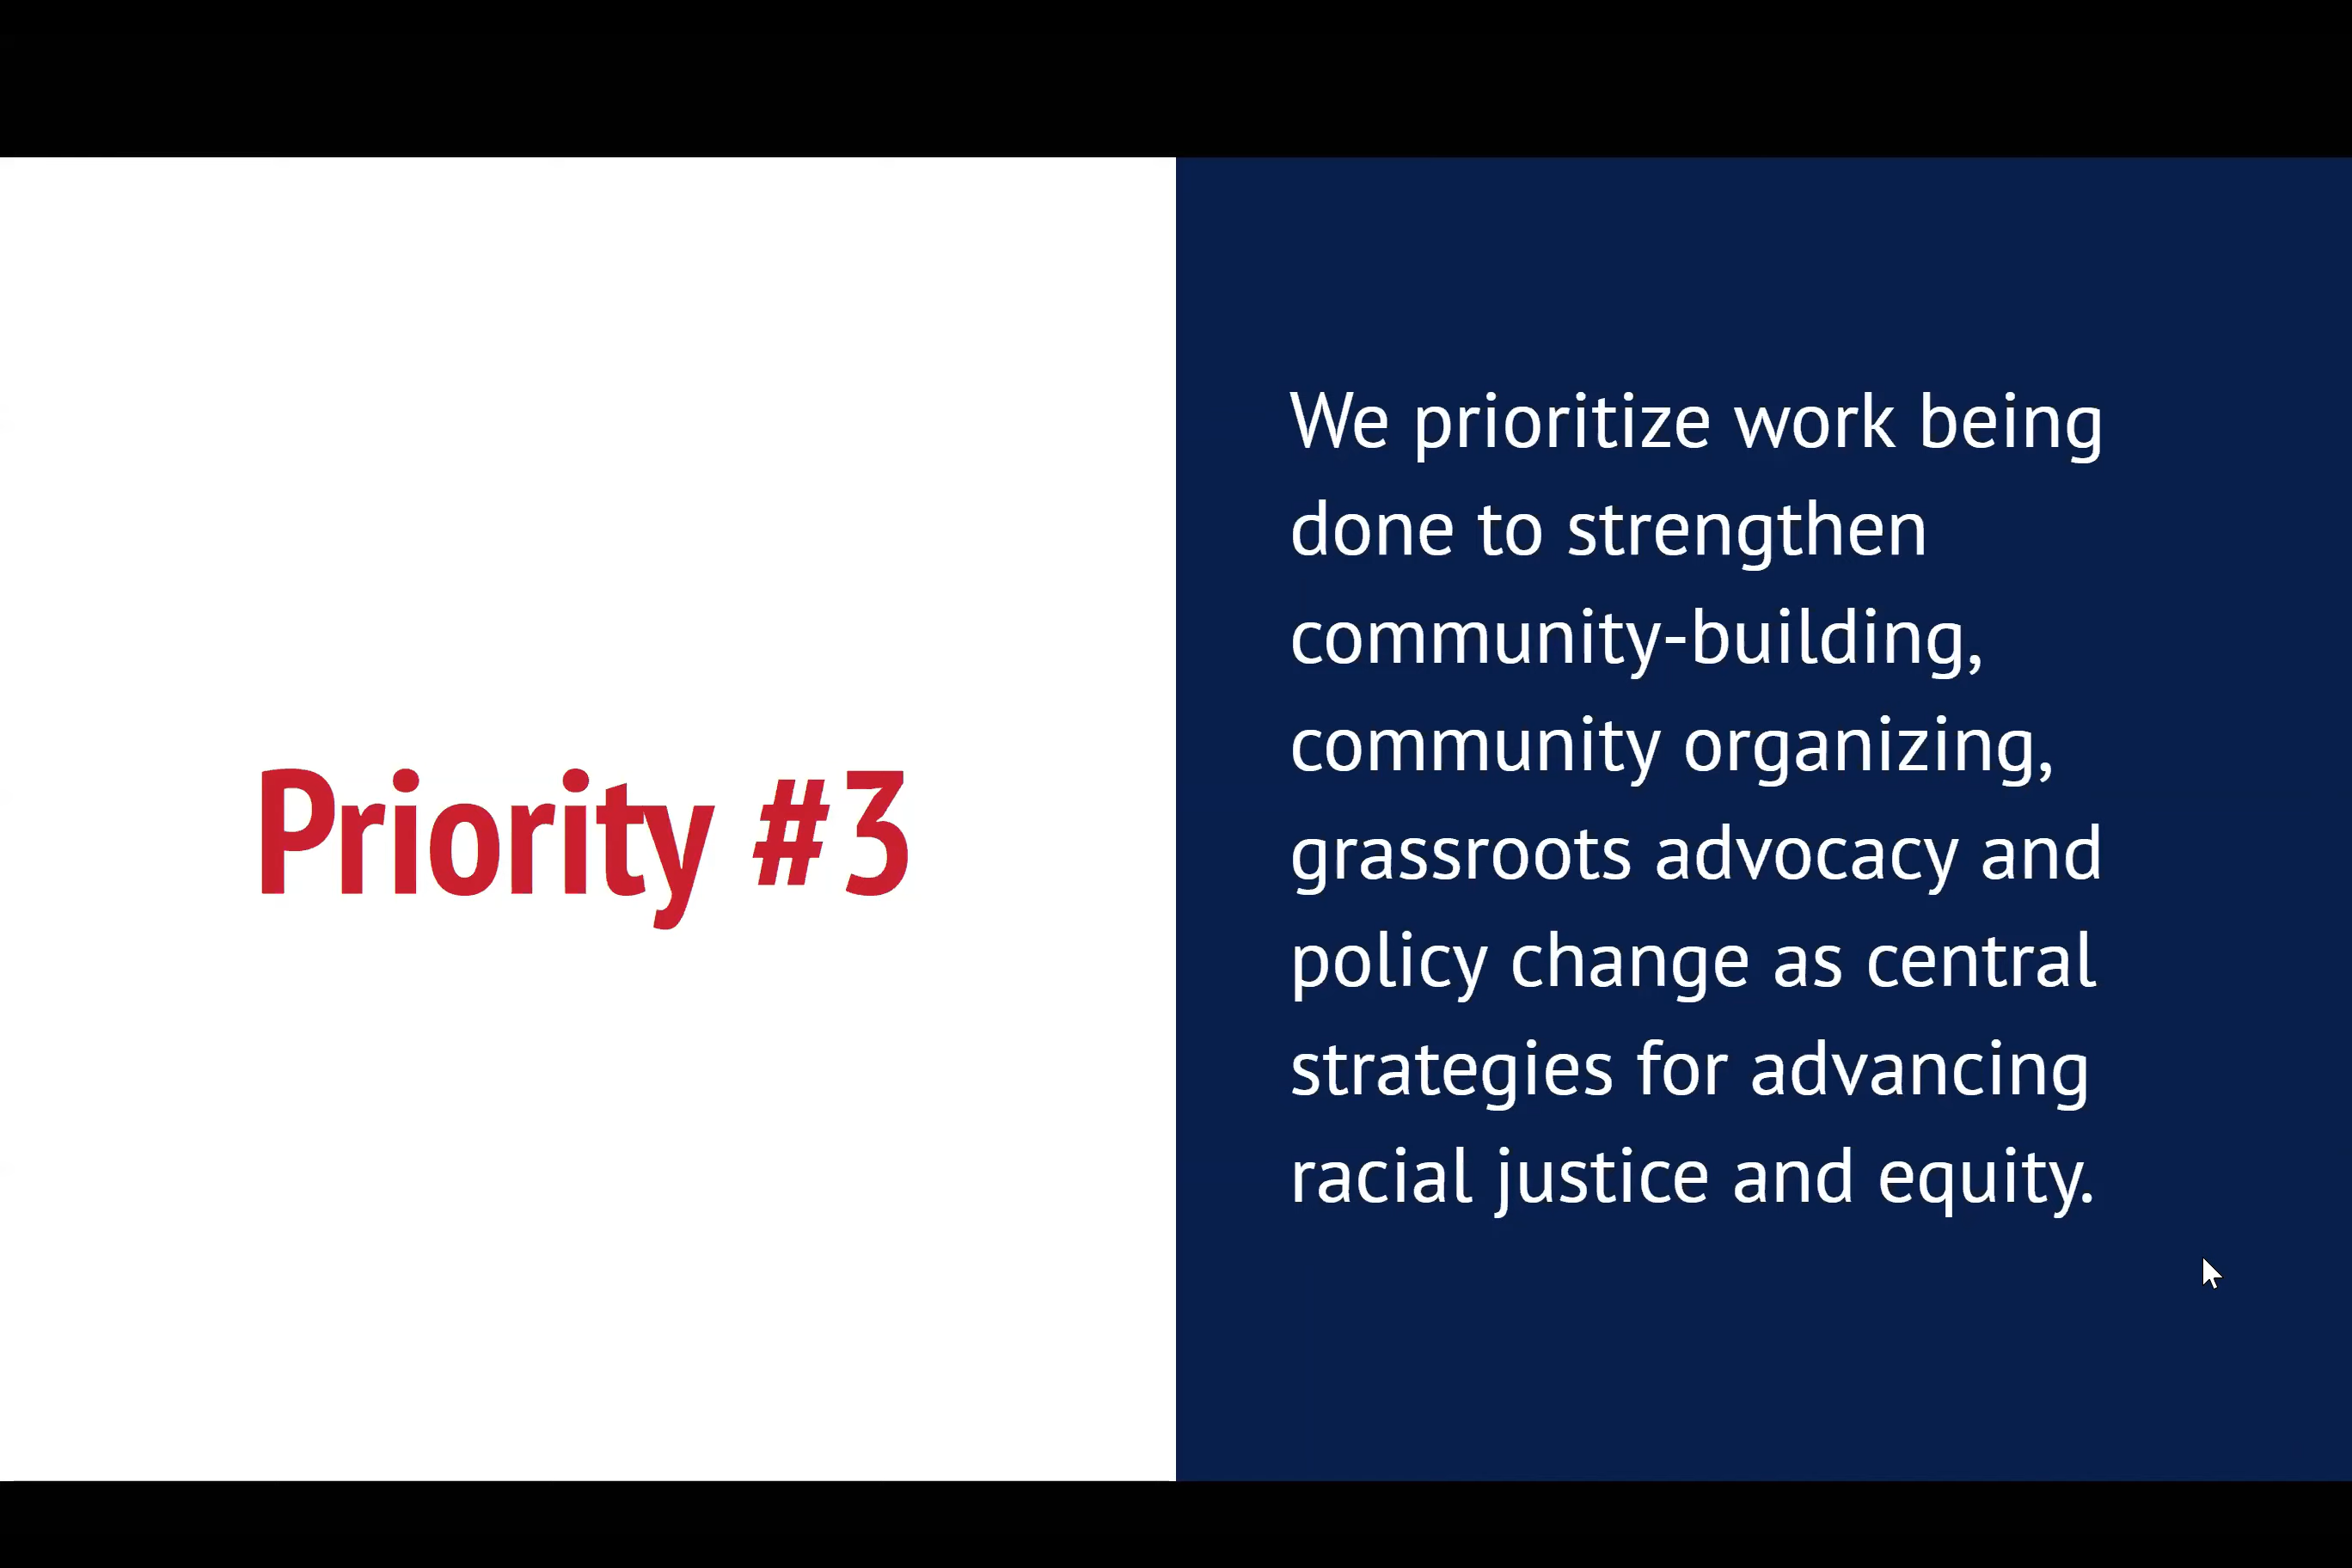 Priority #3
We prioritize work being
done to strengthen
community-building,
community organizing,
grassroots advocacy and
policy change as central
strategies for advancing
racial justice and equity.